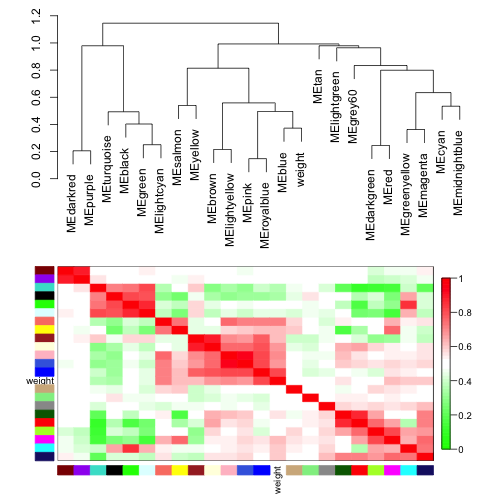 1.2
1.0
0.8
0.6
0.4
0.2
0.0
MEdarkred
MEpurple
MEturquoise
MEblack
MEgreen
MElightcyan
MEsalmon
MEyellow
MEbrown
MElightyellow
MEpink
MEroyalblue
MEblue
weight
MEtan
MElightgreen
MEgrey60
MEdarkgreen
MEred
MEgreenyellow
MEmagenta
MEcyan
MEmidnightblue
weight
1
0.8
0.6
0.4
0.2
0
weight